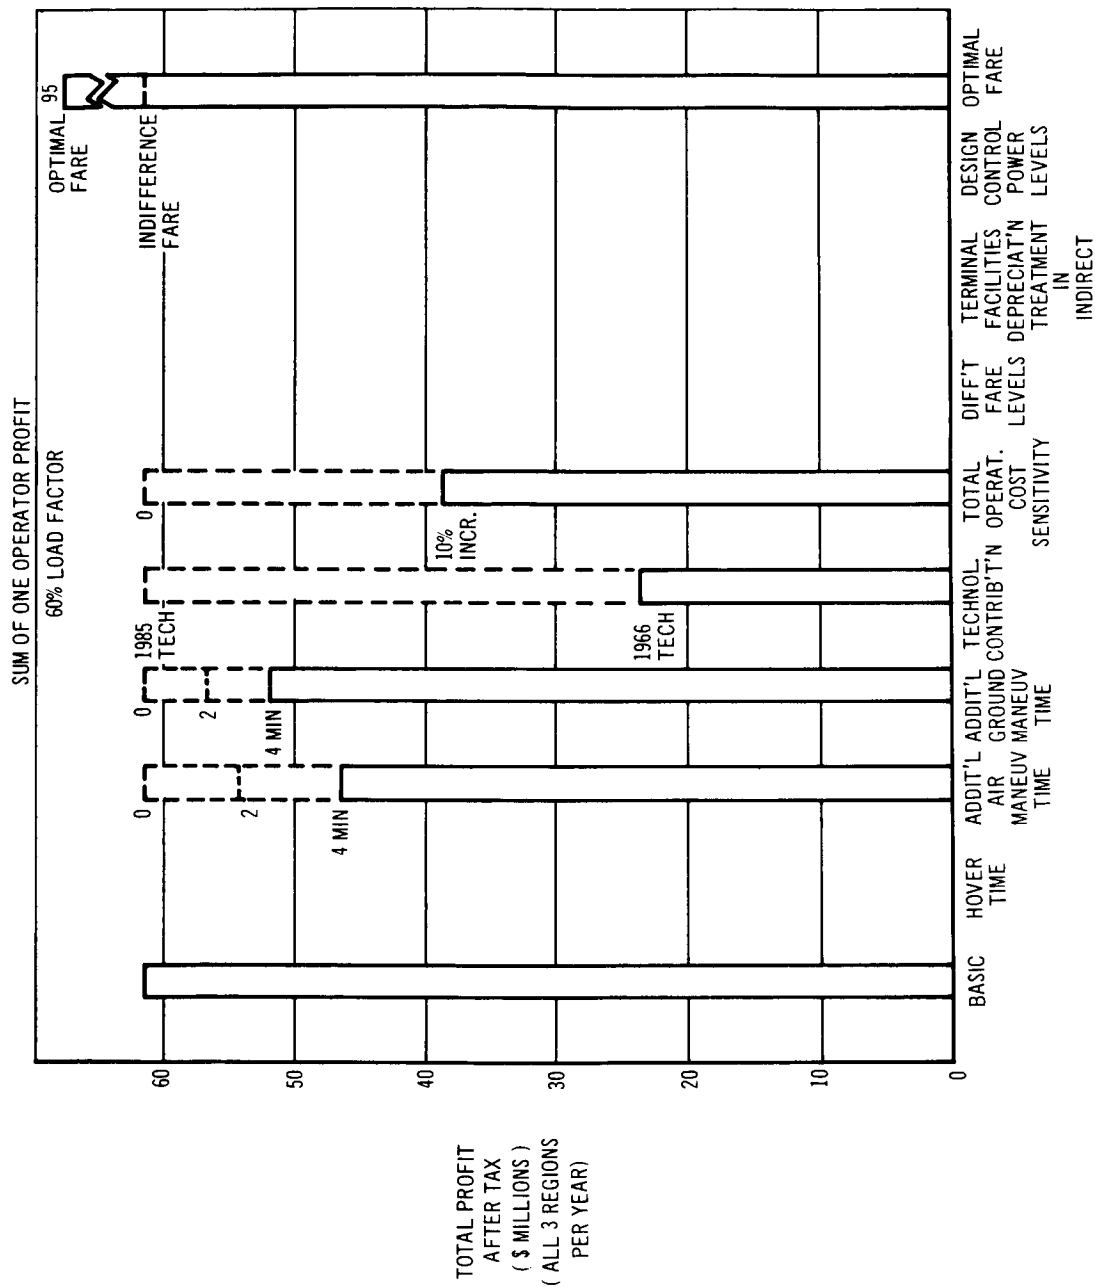 SUM OF ONE OPERATOR PROFIT
60% LOAD FACTOR
TOTAL PROFIT
AFTER TAX
( $ MILLIONS )
( ALL 3 REGIONS
PER YEAR)
60
50
40
30
20
10
0
0
2
4 MIN
0
2
4 MIN
1985
TECH
1966
TECH
0
10%
INCR.
OPTIMAL
FARE
95
INDIFFERENCE
FARE
BASIC
HOVER
TIME
ADDIT'L
AIR
MANEUV
TIME
ADDIT'L
GROUND
MANEUV
TIME
TECHNOL.
CONTRIB'T'N
TOTAL
OPERAT.
COST
SENSITIVITY
DIFF'T
FARE
LEVELS
TERMINAL
FACILITIES
DEPRECIAT'N
TREATMENT
IN
INDIRECT
DESIGN
CONTROL
POWER
LEVELS
OPTIMAL
FARE